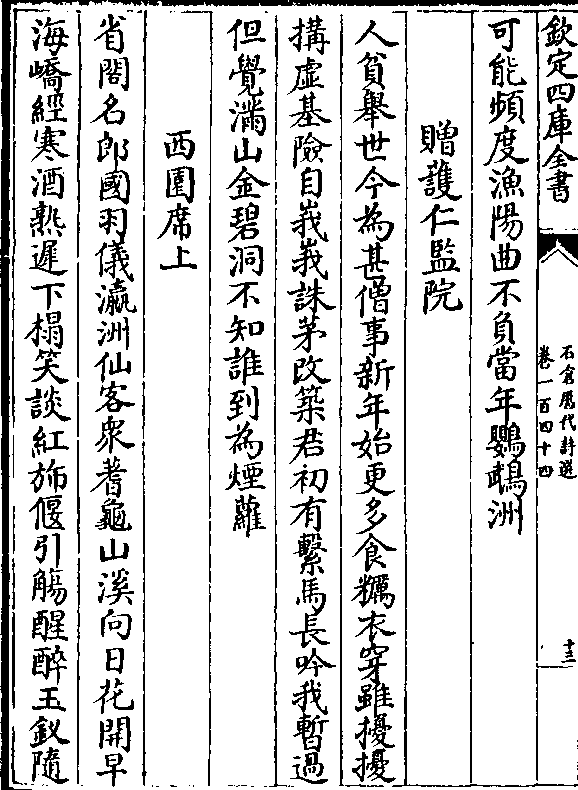 欽定四庫全書
石倉歷代詩選
卷一百四十四
十三
可能頻度漁陽曲不負當年鸚鵡洲
贈護仁監院
人貧舉世今為甚僧事新年始更多食糲衣穿雖擾擾
搆虛基險自峩峩誅茅改築君初有繫馬長吟我暫過
但覺滿山金碧洞不知誰到為煙蘿
西園席上
省閣名郎國羽儀瀛洲仙客衆蓍龜山溪向日花開早
海嶠經寒酒熟遲下榻笑談紅斾偃引觴醒醉玉釵隨